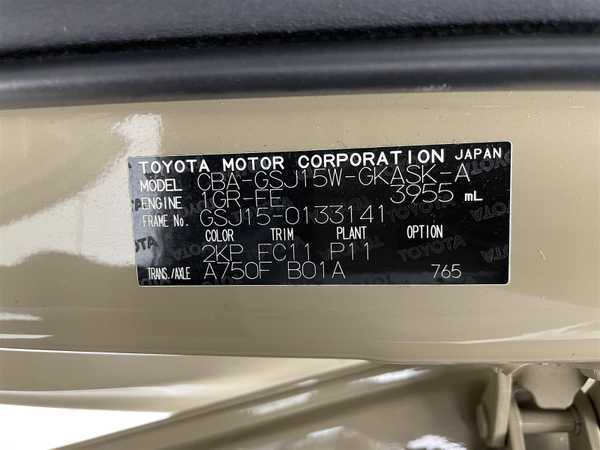 TOYOTA MOTOR CORPORATION JAPAN
MODEL CBA-GSJ15W-GKASK-A
ENGINE 1GR-EE 3955 mL
FRAME No. GSJ15-0133141
COLOR TRIM PLANT OPTION
2KP FC11 P11
TRANS./AXLE A750F B01A 765